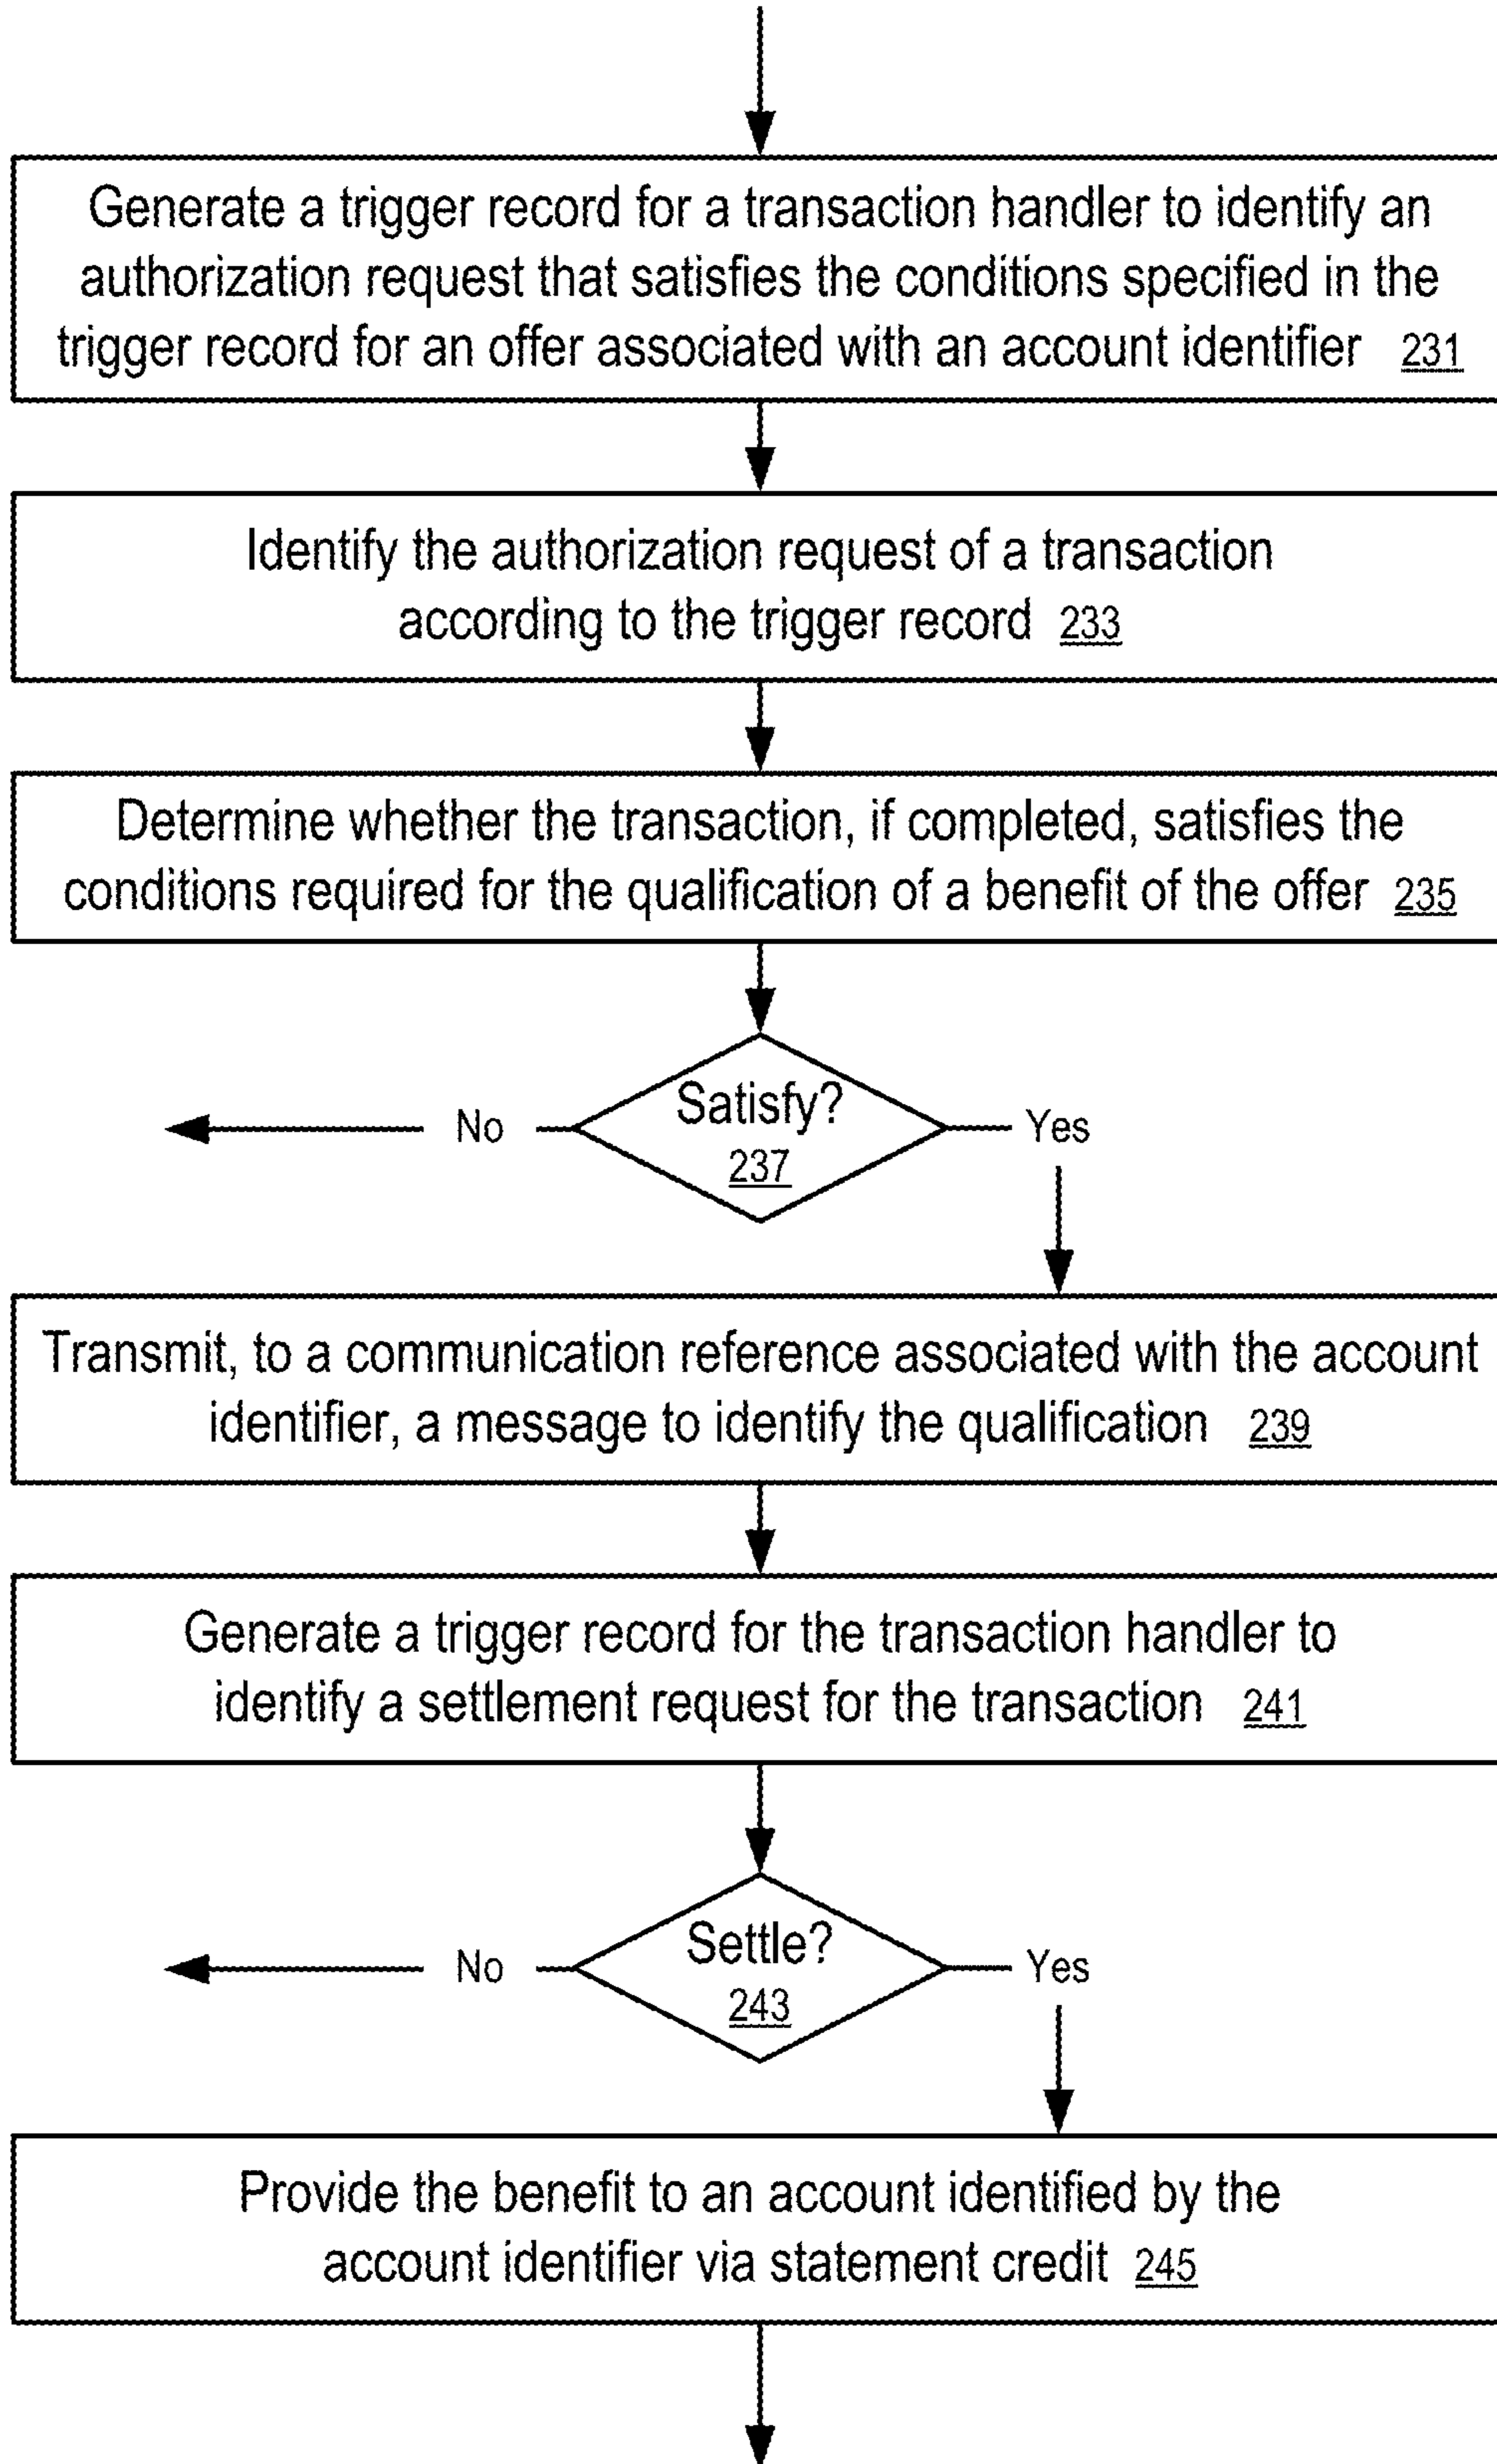 Generate a trigger record for a transaction handler to identify an
authorization request that satisfies the conditions specified in the
trigger record for an offer associated with an account identifier 231
Identify the authorization request of a transaction
according to the trigger record 233
Determine whether the transaction, if completed, satisfies the
conditions required for the qualification of a benefit of the offer 235
Satisfy?
No
Yes
237
Transmit, to a communication reference associated with the account
identifier, a message to identify the qualification 239
Generate a trigger record for the transaction handler to
identify a settlement request for the transaction 241
Settle?
No
Yes
243
Provide the benefit to an account identified by the
account identifier via statement credit 245